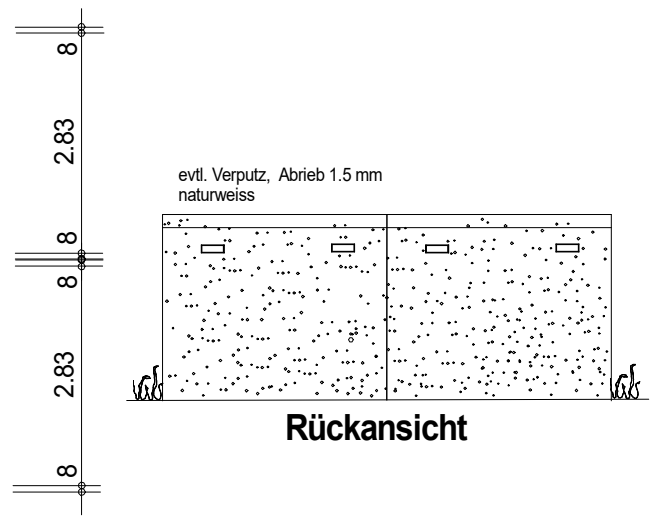 8
2.83
8
8
2.83
8
evtl. Verputz, Abrieb 1.5 mm
naturweiss
Rückansicht